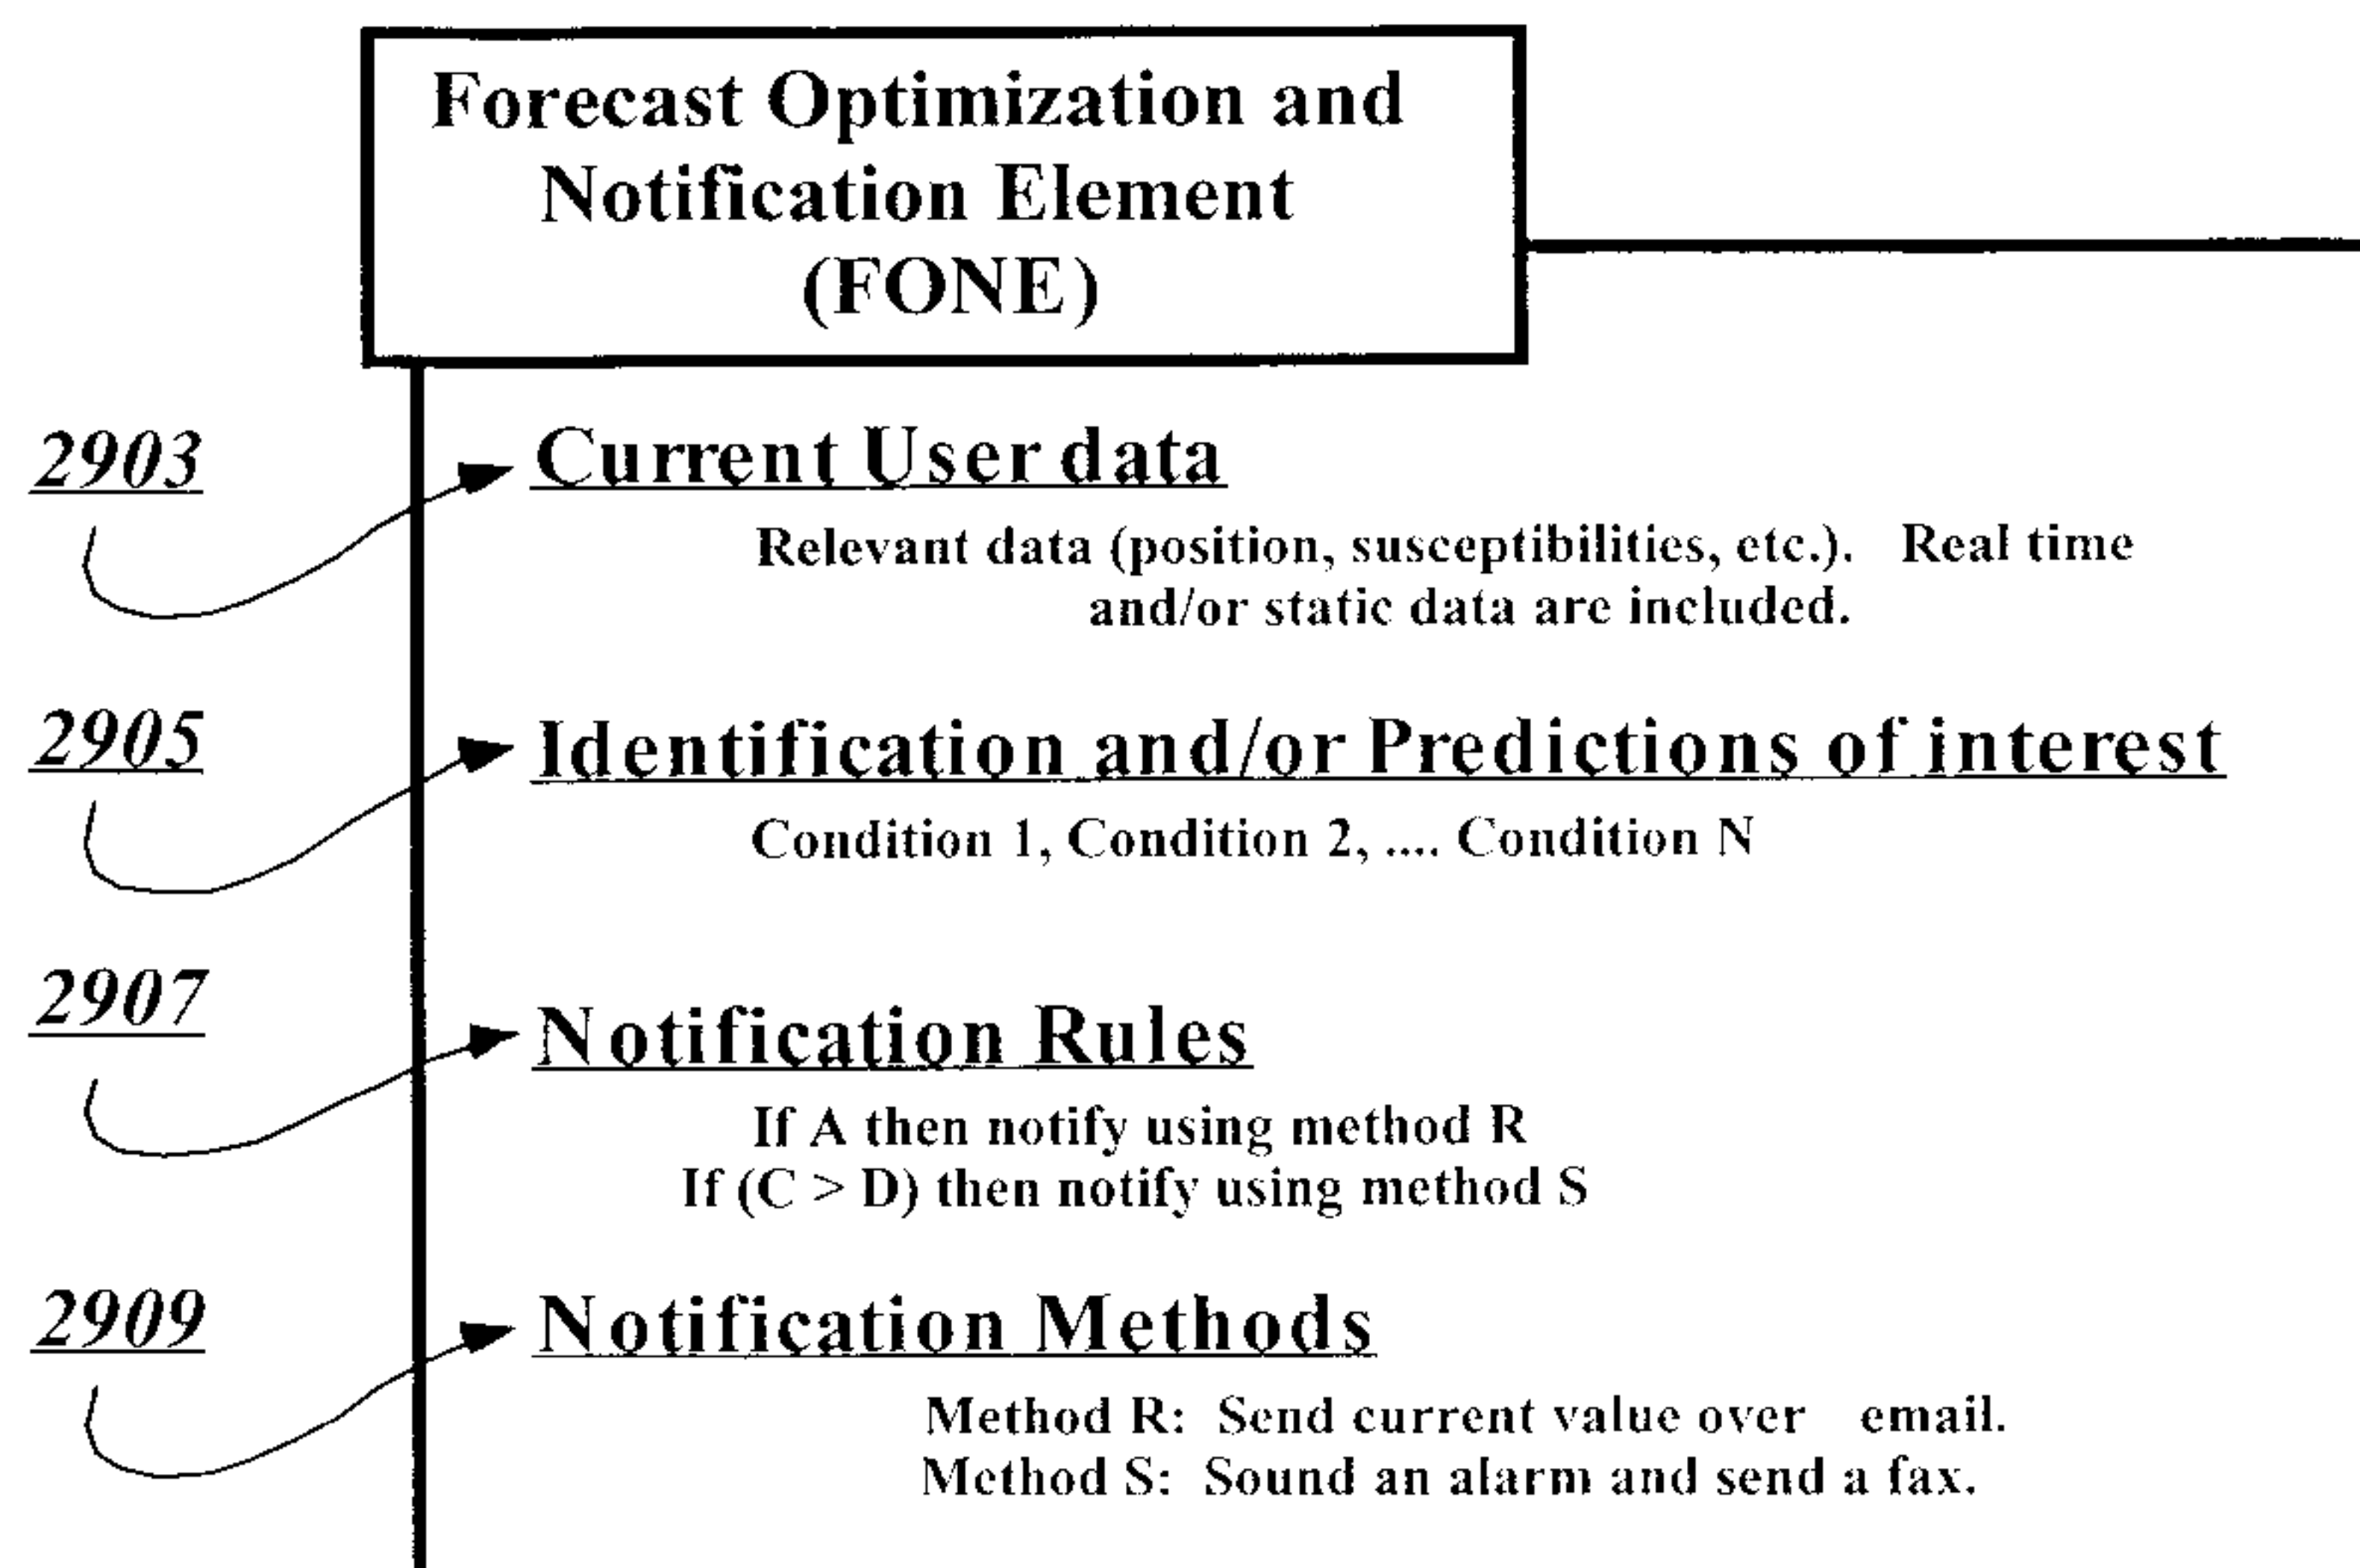 Forecast Optimization and
Notification Element
(FONE)
2903
Current User data
Relevant data (position, susceptibilities, etc.). Real time
and/or static data are included.
2905
Identification and/or Predictions of interest
Condition 1, Condition 2, .... Condition N
2907
Notification Rules
If A then notify using method R
If (C > D) then notify using method S
2909
Notification Methods
Method R: Send current value over email.
Method S: Sound an alarm and send a fax.